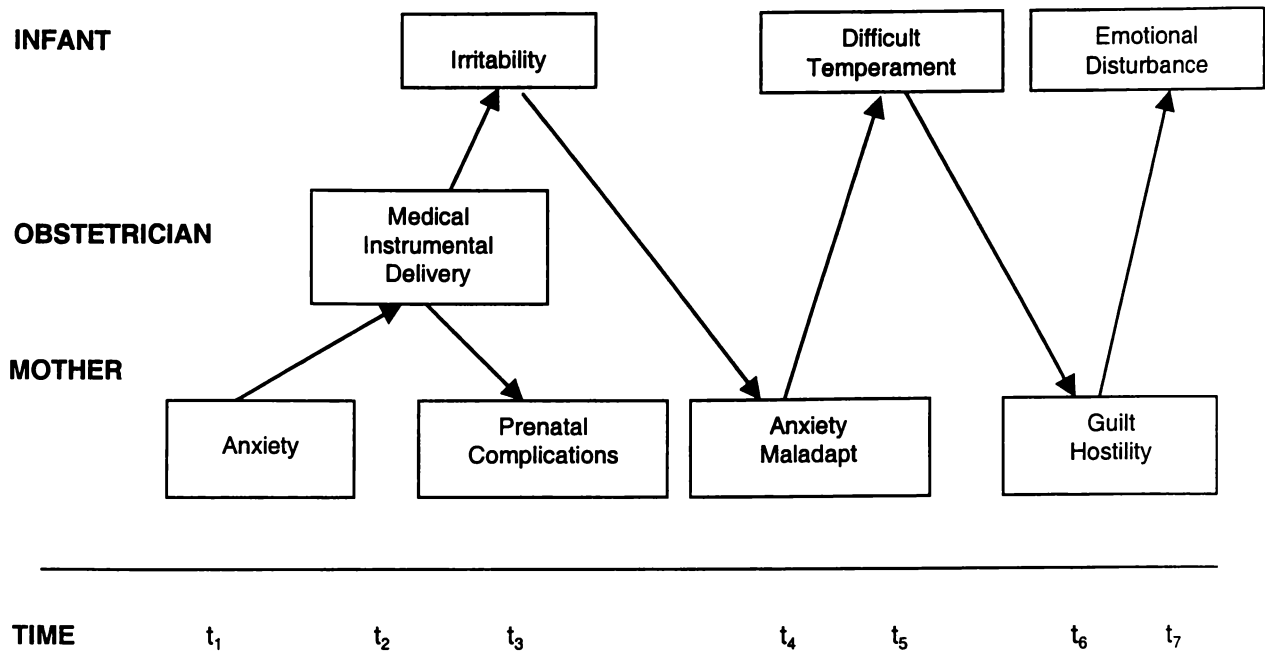 INFANT
Irritability
Difficult
Temperament
Emotional
Disturbance
OBSTETRICIAN
Medical
Instrumental
Delivery
MOTHER
Anxiety
Prenatal
Complications
Anxiety
Maladapt
Guilt
Hostility
TIME t₁ t₂ t₃ t₄ t₅ t₆ t₇